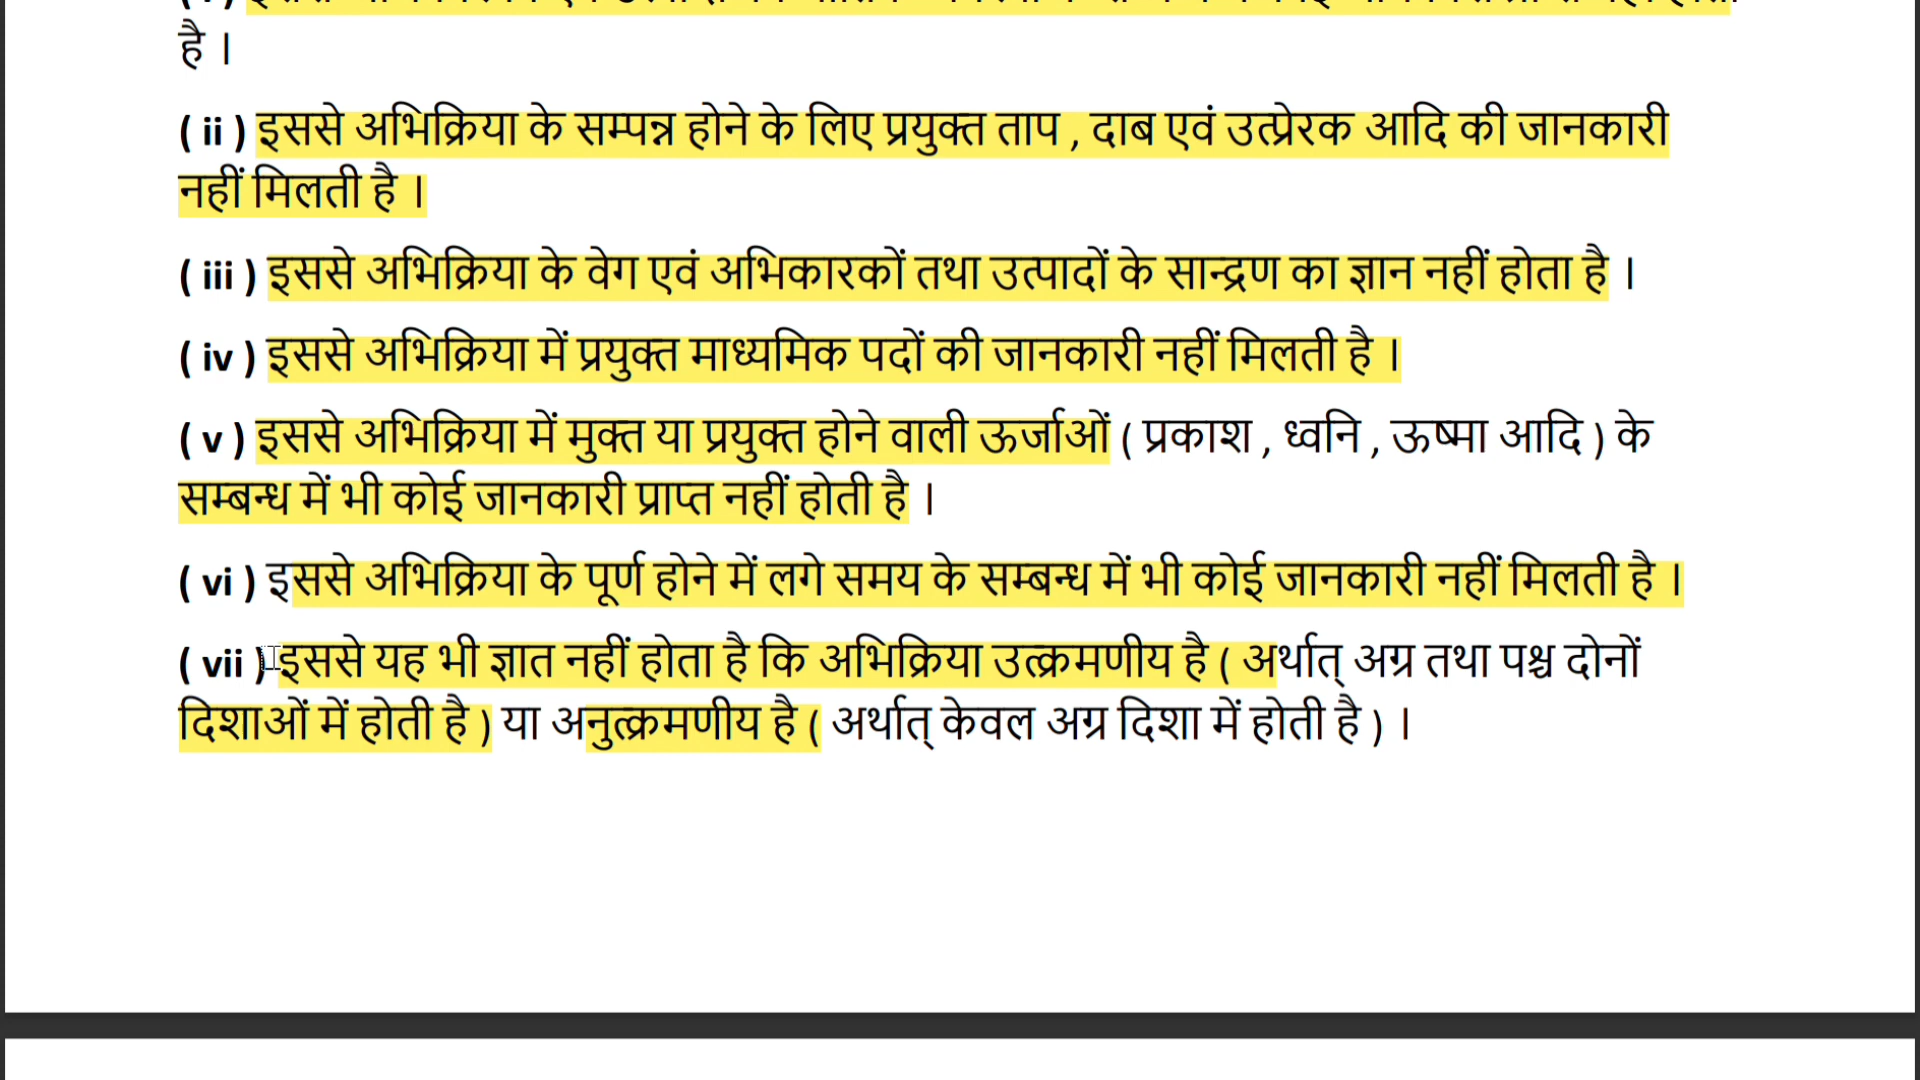 है ।
( ii ) इससे अभिक्रिया के सम्पन्न होने के लिए प्रयुक्त ताप , दाब एवं उत्प्रेरक आदि की जानकारी
नहीं मिलती है ।
( iii ) इससे अभिक्रिया के वेग एवं अभिकारकों तथा उत्पादों के सान्द्रण का ज्ञान नहीं होता है ।
( iv ) इससे अभिक्रिया में प्रयुक्त माध्यमिक पदों की जानकारी नहीं मिलती है ।
( v ) इससे अभिक्रिया में मुक्त या प्रयुक्त होने वाली ऊर्जाओं ( प्रकाश , ध्वनि , ऊष्मा आदि ) के
सम्बन्ध में भी कोई जानकारी प्राप्त नहीं होती है ।
( vi ) इससे अभिक्रिया के पूर्ण होने में लगे समय के सम्बन्ध में भी कोई जानकारी नहीं मिलती है ।
( vii ) इससे यह भी ज्ञात नहीं होता है कि अभिक्रिया उत्क्रमणीय है ( अर्थात् अग्र तथा पश्च दोनों
दिशाओं में होती है ) या अनुत्क्रमणीय है ( अर्थात् केवल अग्र दिशा में होती है ) ।